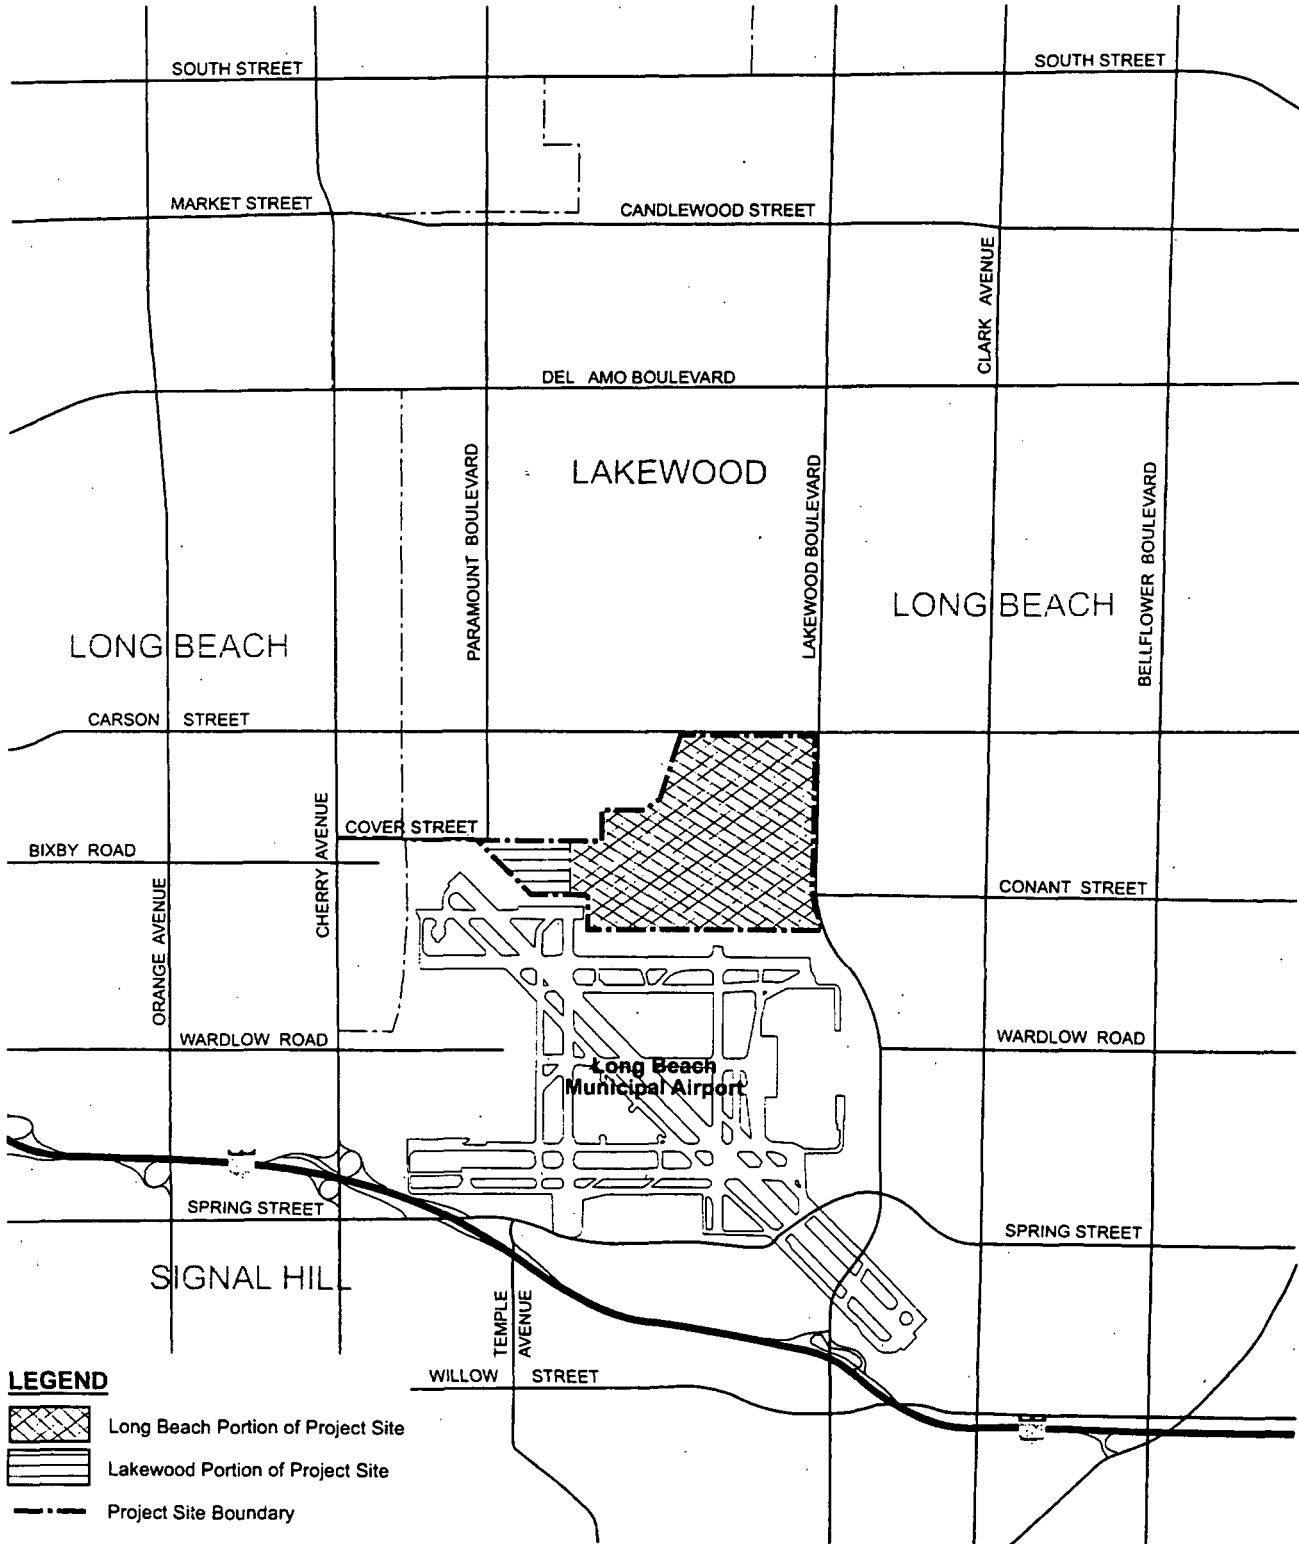 SOUTH STREET
SOUTH STREET
MARKET STREET
CANDLEWOOD STREET
CLARK AVENUE
DEL AMO BOULEVARD
LAKEWOOD
PARAMOUNT BOULEVARD
LAKEWOOD BOULEVARD
BELLFLOWER BOULEVARD
LONG BEACH
LONG BEACH
CARSON STREET
CHERRY AVENUE
COVER STREET
BIXBY ROAD
ORANGE AVENUE
CONANT STREET
WARDLOW ROAD
WARDLOW ROAD
Long Beach
Municipal Airport
SPRING STREET
SPRING STREET
SIGNAL HILL
TEMPLE
AVENUE
WILLOW STREET
LEGEND
Long Beach Portion of Project Site
Lakewood Portion of Project Site
Project Site Boundary